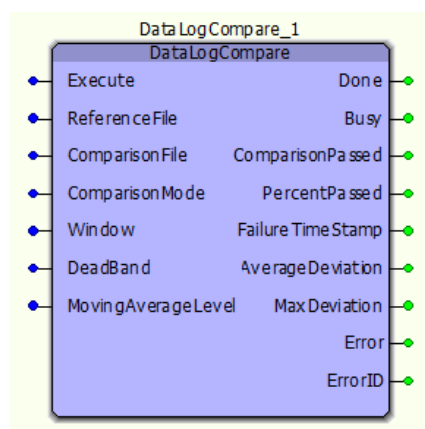 DataLogCompare_1
DataLogCompare
Execute Done
ReferenceFile Busy
ComparisonFile ComparisonPassed
ComparisonMode PercentPassed
Window FailureTimeStamp
DeadBand AverageDeviation
MovingAverageLevel MaxDeviation
Error
ErrorID